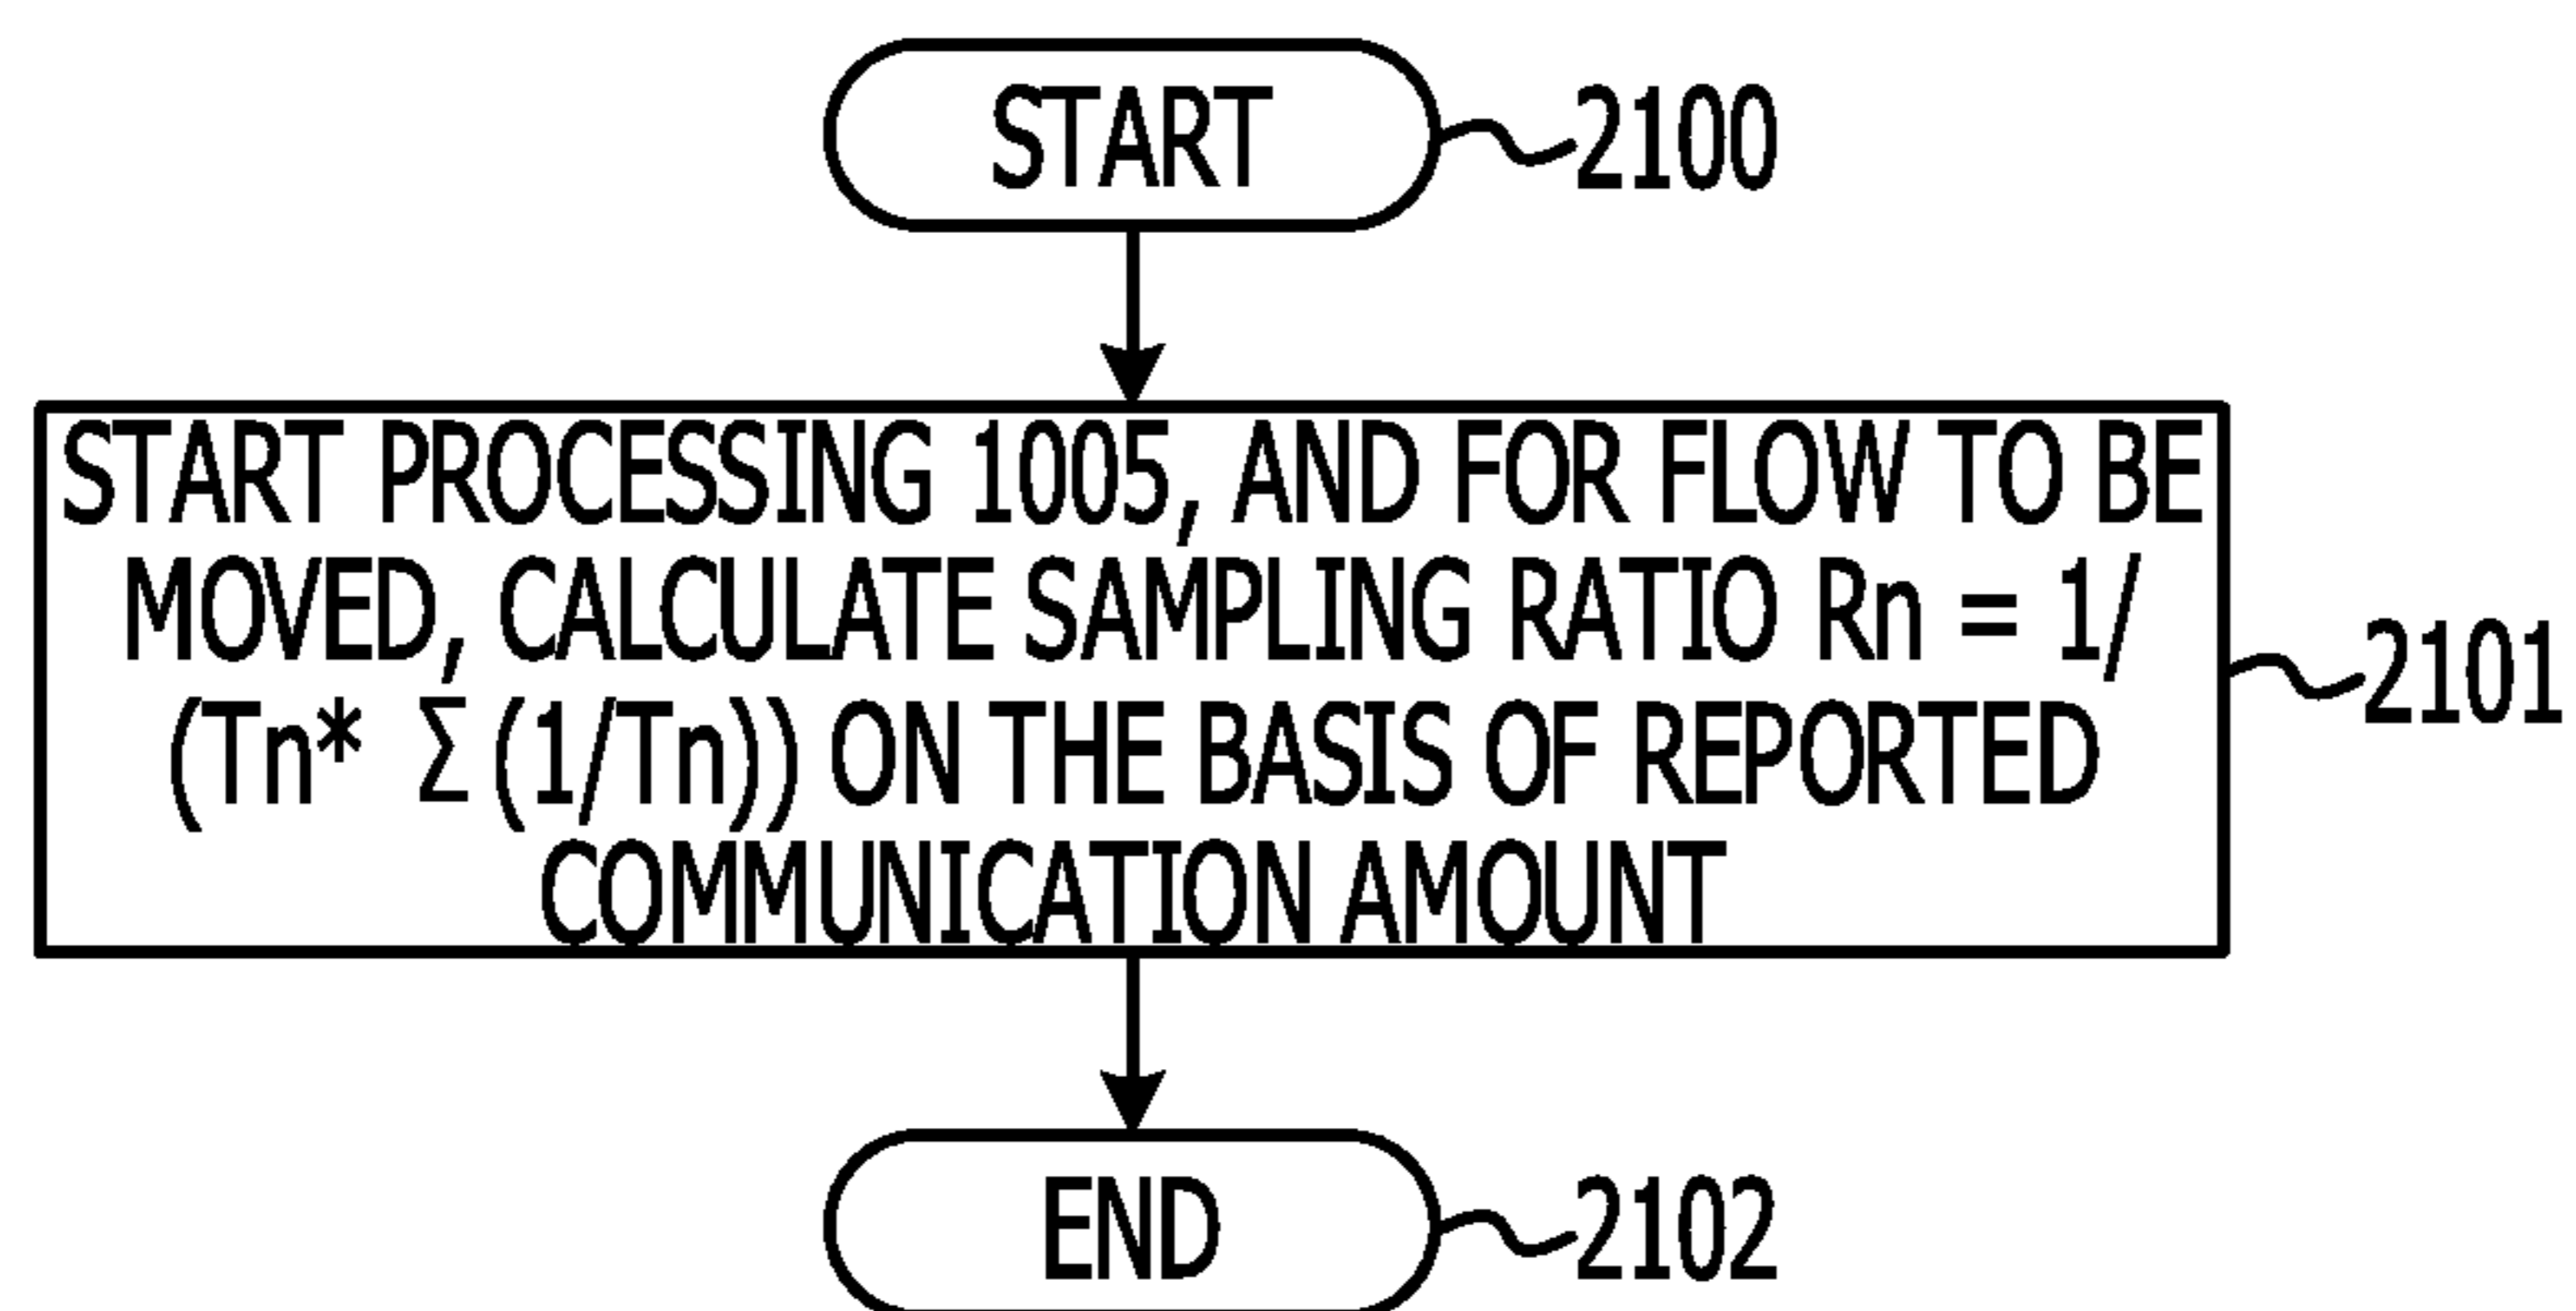 START
2100
START PROCESSING 1005, AND FOR FLOW TO BE
MOVED, CALCULATE SAMPLING RATIO Rn = 1/
(Tn* Σ(1/Tn)) ON THE BASIS OF REPORTED
COMMUNICATION AMOUNT
2101
END
2102